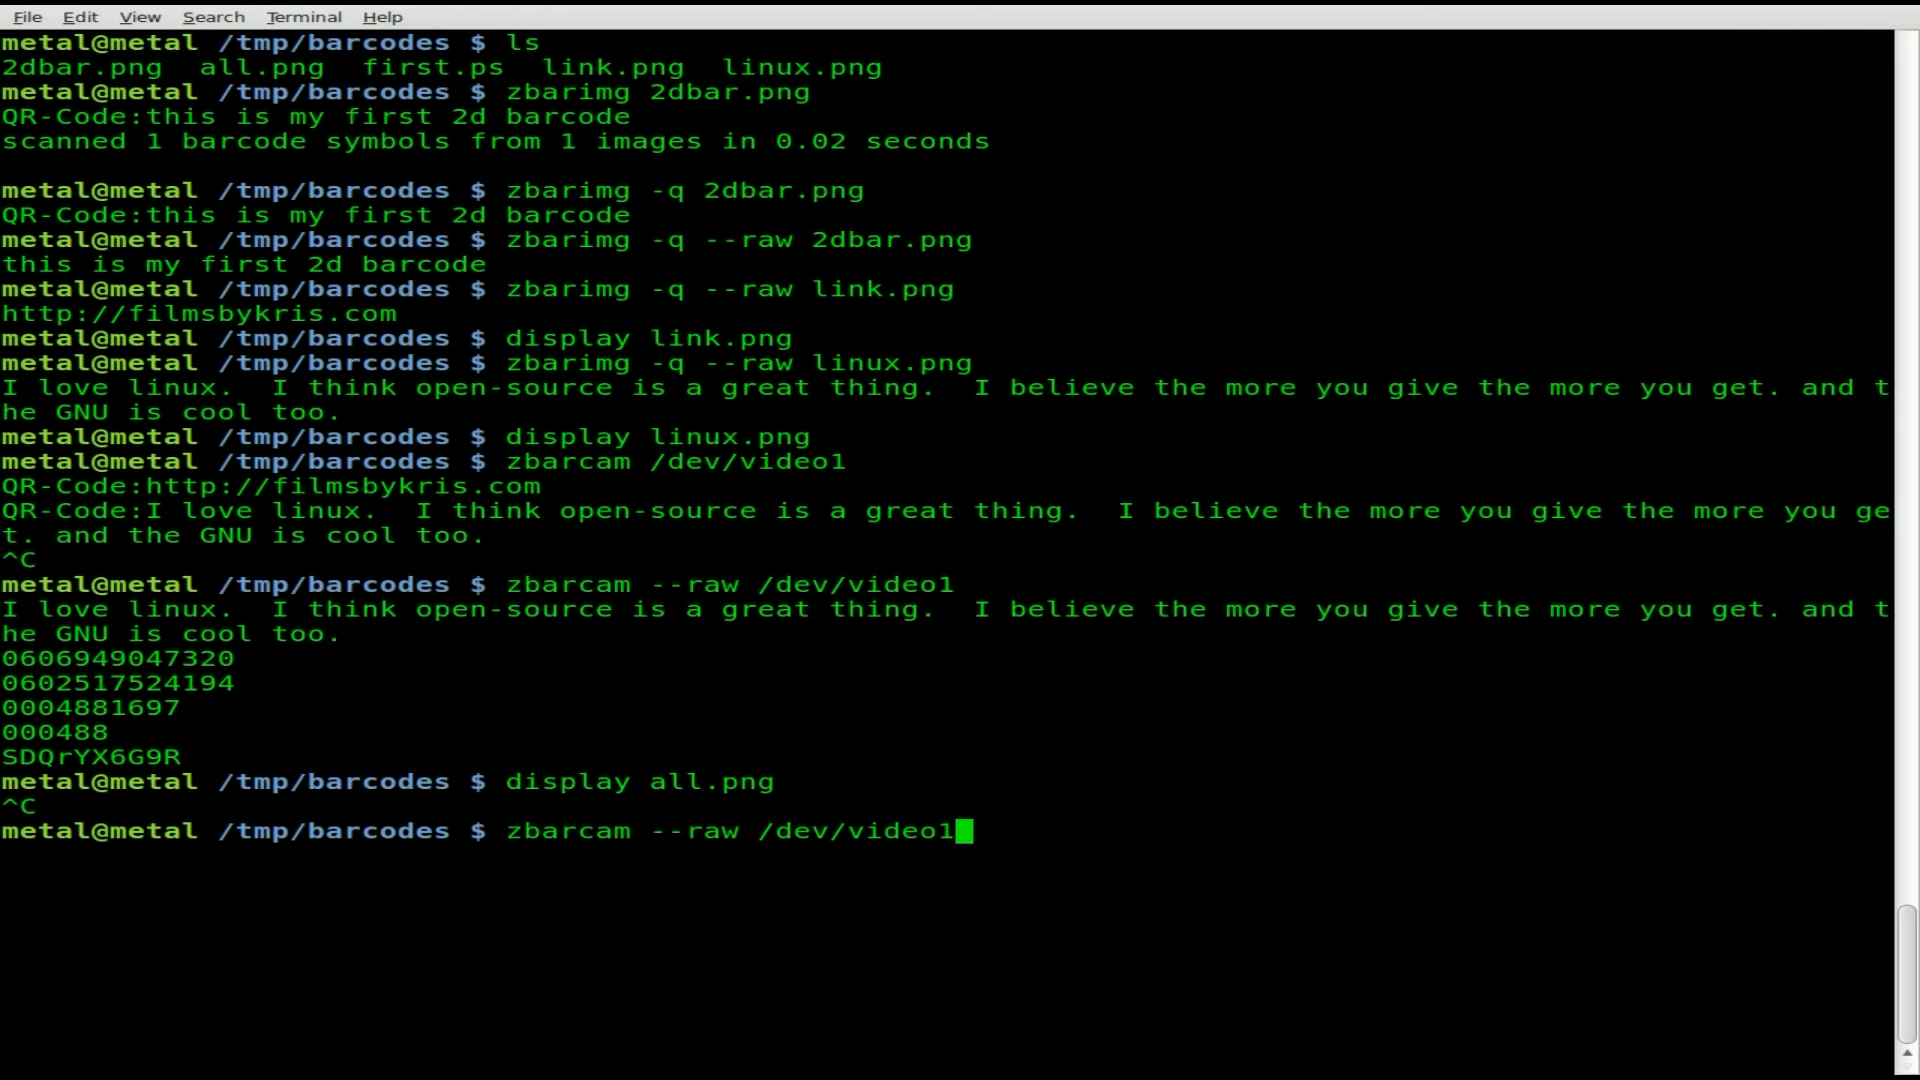 File Edit View Search Terminal Help
metal@metal /tmp/barcodes $ ls
2dbar.png  all.png  first.ps  link.png  linux.png
metal@metal /tmp/barcodes $ zbarimg 2dbar.png
QR-Code:this is my first 2d barcode
scanned 1 barcode symbols from 1 images in 0.02 seconds
metal@metal /tmp/barcodes $ zbarimg -q 2dbar.png
QR-Code:this is my first 2d barcode
metal@metal /tmp/barcodes $ zbarimg -q --raw 2dbar.png
this is my first 2d barcode
metal@metal /tmp/barcodes $ zbarimg -q --raw link.png
http://filmsbykris.com
metal@metal /tmp/barcodes $ display link.png
metal@metal /tmp/barcodes $ zbarimg -q --raw linux.png
I love linux.  I think open-source is a great thing.  I believe the more you give the more you get. and t
he GNU is cool too.
metal@metal /tmp/barcodes $ display linux.png
metal@metal /tmp/barcodes $ zbarcam /dev/video1
QR-Code:http://filmsbykris.com
QR-Code:I love linux.  I think open-source is a great thing.  I believe the more you give the more you ge
t. and the GNU is cool too.
^C
metal@metal /tmp/barcodes $ zbarcam --raw /dev/video1
I love linux.  I think open-source is a great thing.  I believe the more you give the more you get. and t
he GNU is cool too.
0606949047320
0602517524194
0004881697
000488
SDQrYX6G9R
metal@metal /tmp/barcodes $ display all.png
^C
metal@metal /tmp/barcodes $ zbarcam --raw /dev/video1